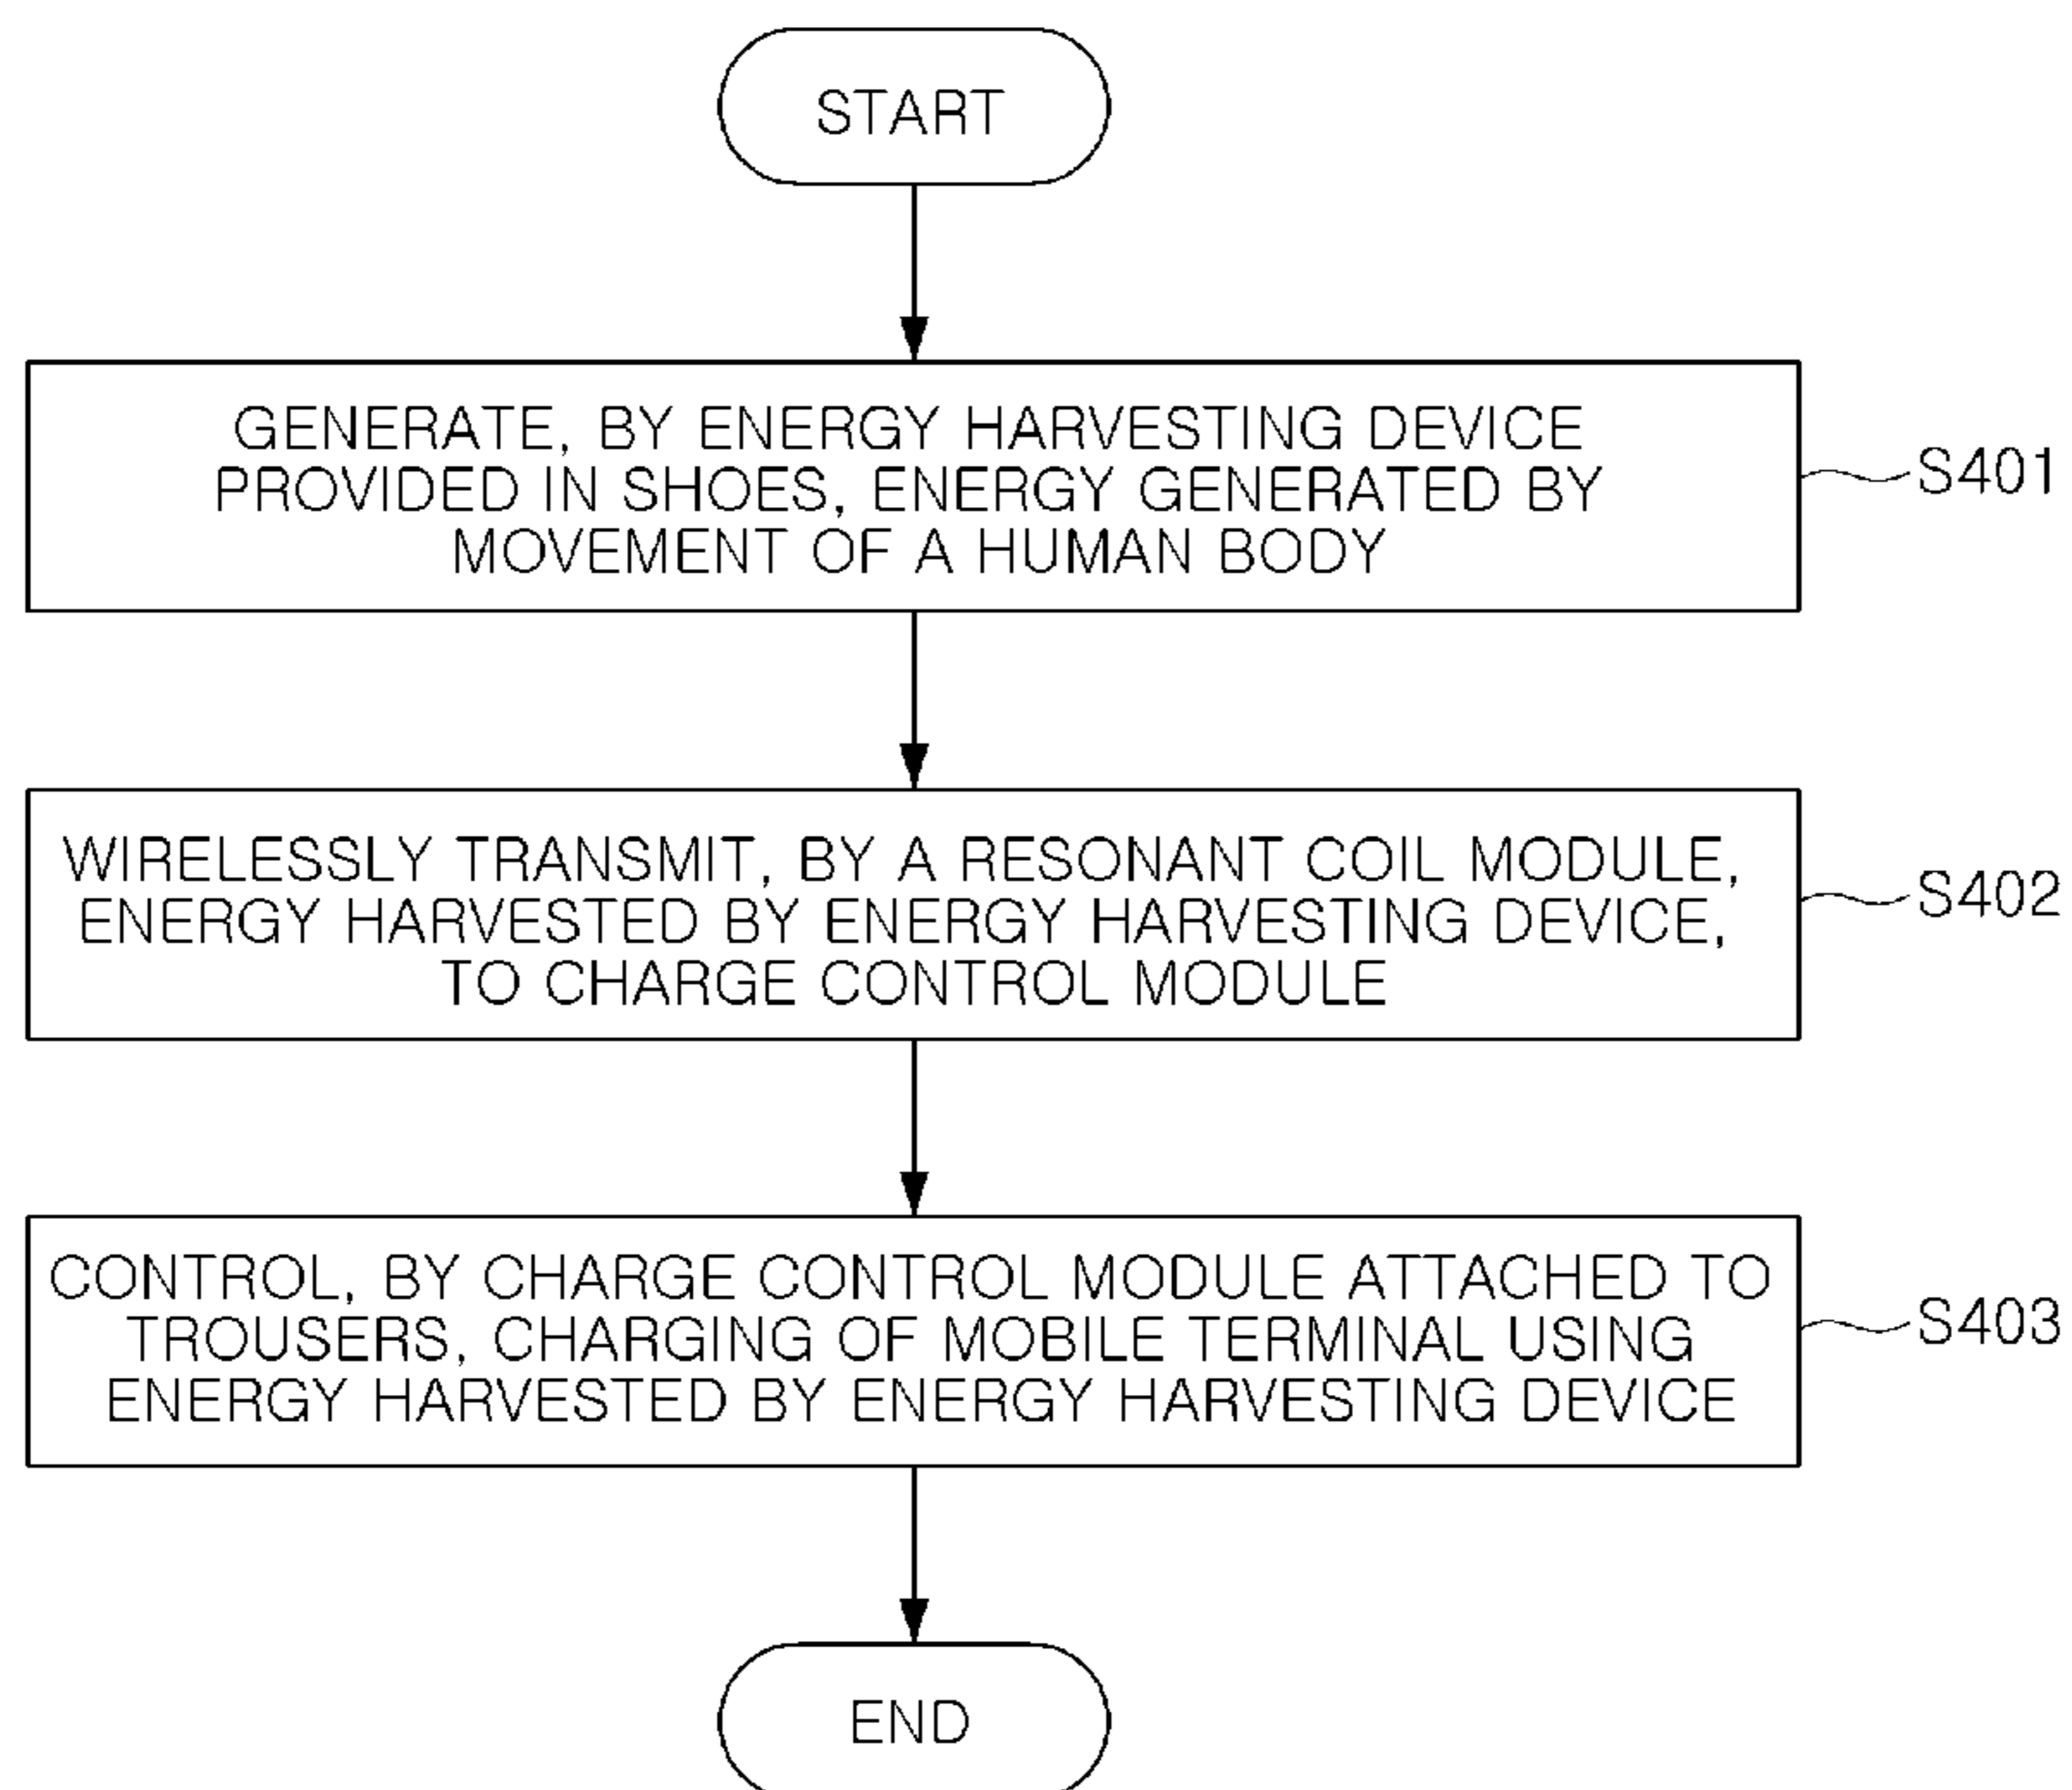 START
GENERATE, BY ENERGY HARVESTING DEVICE
PROVIDED IN SHOES, ENERGY GENERATED BY
MOVEMENT OF A HUMAN BODY
S401
WIRELESSLY TRANSMIT, BY A RESONANT COIL MODULE,
ENERGY HARVESTED BY ENERGY HARVESTING DEVICE,
TO CHARGE CONTROL MODULE
S402
CONTROL, BY CHARGE CONTROL MODULE ATTACHED TO
TROUSERS, CHARGING OF MOBILE TERMINAL USING
ENERGY HARVESTED BY ENERGY HARVESTING DEVICE
S403
END